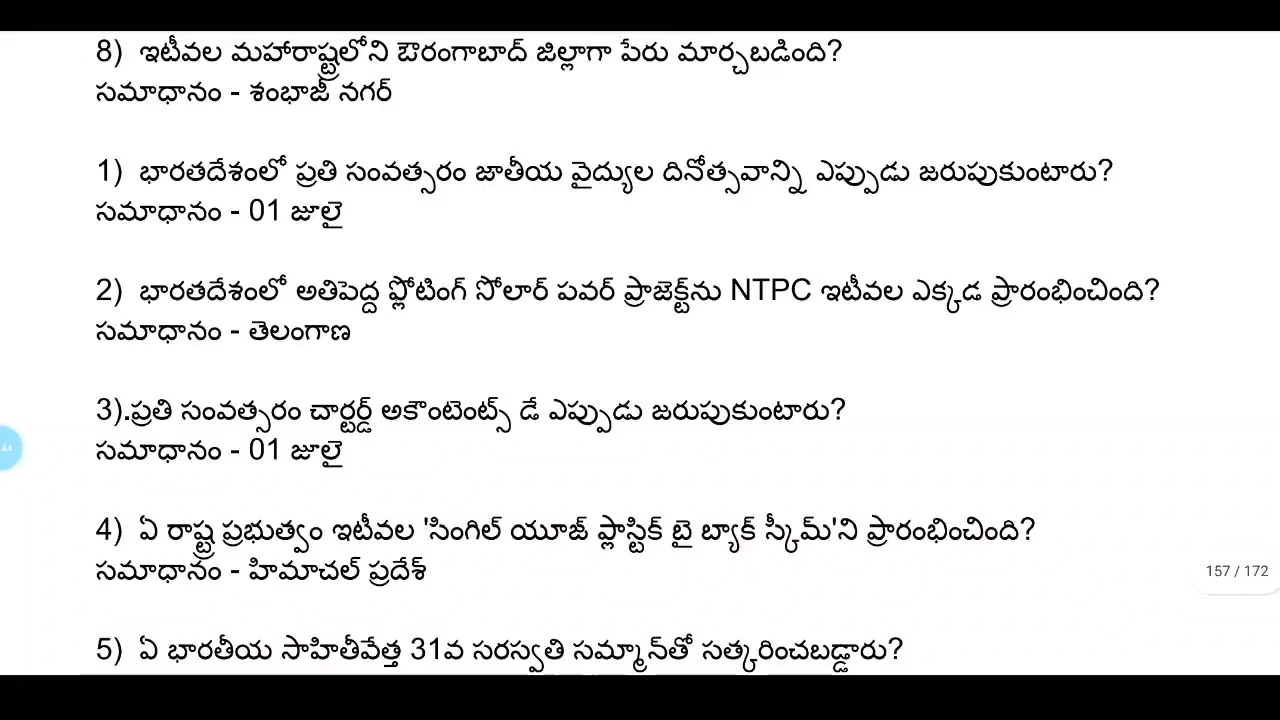 8) ఇటీవల మహారాష్ట్రలోని ఔరంగాబాద్ జిల్లాగా పేరు మార్చబడింది?
సమాధానం - శంభాజీ నగర్
1) భారతదేశంలో ప్రతి సంవత్సరం జాతీయ వైద్యుల దినోత్సవాన్ని ఎప్పుడు జరుపుకుంటారు?
సమాధానం - 01 జూలై
2) భారతదేశంలో అతిపెద్ద ఫ్లోటింగ్ సోలార్ పవర్ ప్రాజెక్ట్‌ను NTPC ఇటీవల ఎక్కడ ప్రారంభించింది?
సమాధానం - తెలంగాణ
3).ప్రతి సంవత్సరం చార్టర్డ్ అకౌంటెంట్స్ డే ఎప్పుడు జరుపుకుంటారు?
సమాధానం - 01 జూలై
44
4) ఏ రాష్ట్ర ప్రభుత్వం ఇటీవల 'సింగిల్ యూజ్ ప్లాస్టిక్ బై బ్యాక్ స్కీమ్'ని ప్రారంభించింది?
సమాధానం - హిమాచల్ ప్రదేశ్
157 / 172
5) ఏ భారతీయ సాహితీవేత్త 31వ సరస్వతి సమ్మాన్‌తో సత్కరించబడ్డారు?